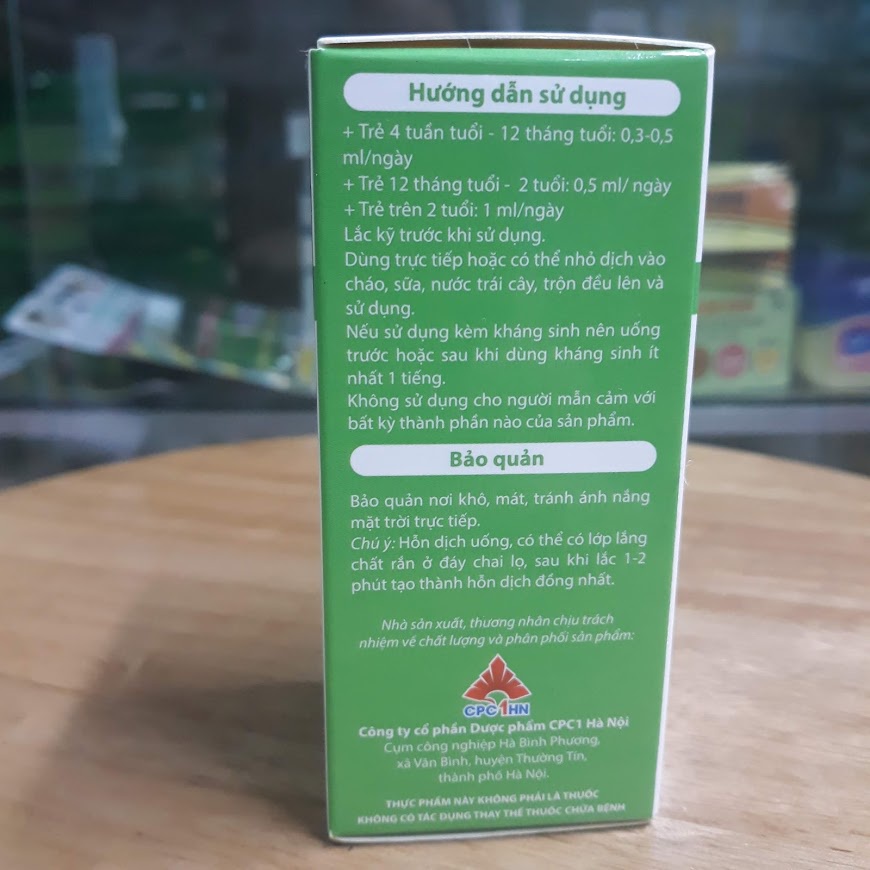 Hướng dẫn sử dụng
+ Trẻ 4 tuần tuổi - 12 tháng tuổi: 0,3-0,5
ml/ngày
+ Trẻ 12 tháng tuổi - 2 tuổi: 0,5 ml/ ngày
+ Trẻ trên 2 tuổi: 1 ml/ngày
Lắc kỹ trước khi sử dụng.
Dùng trực tiếp hoặc có thể nhỏ dịch vào
cháo, sữa, nước trái cây, trộn đều lên và
sử dụng.
Nếu sử dụng kèm kháng sinh nên uống
trước hoặc sau khi dùng kháng sinh ít
nhất 1 tiếng.
Không sử dụng cho người mẫn cảm với
bất kỳ thành phần nào của sản phẩm.
Bảo quản
Bảo quản nơi khô, mát, tránh ánh nắng
mặt trời trực tiếp.
Chú ý: Hỗn dịch uống, có thể có lớp lắng
chất rắn ở đáy chai lọ, sau khi lắc 1-2
phút tạo thành hỗn dịch đồng nhất.
Nhà sản xuất, thương nhân chịu trách
nhiệm về chất lượng và phân phối sản phẩm:
CPC1HN
Công ty cổ phần Dược phẩm CPC1 Hà Nội
Cụm công nghiệp Hà Bình Phương,
xã Văn Bình, huyện Thường Tín,
thành phố Hà Nội.
THỰC PHẨM NÀY KHÔNG PHẢI LÀ THUỐC
KHÔNG CÓ TÁC DỤNG THAY THẾ THUỐC CHỮA BỆNH